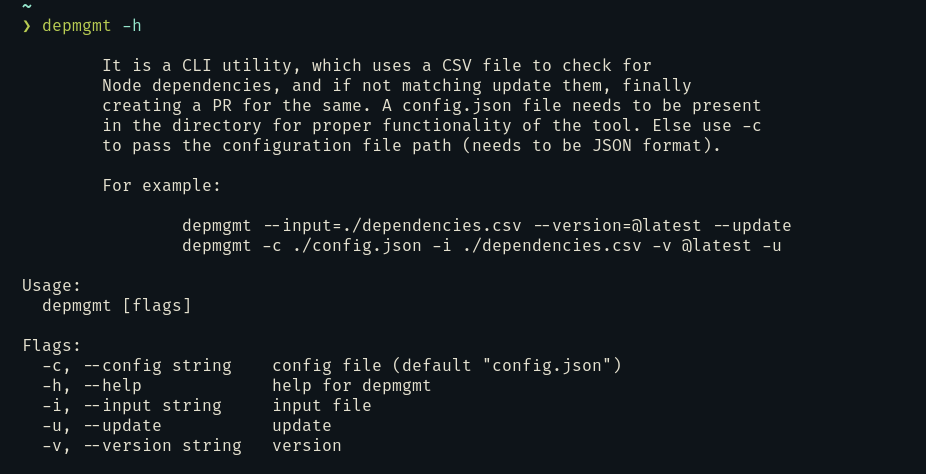 ~
❯ depmgmt -h
It is a CLI utility, which uses a CSV file to check for
Node dependencies, and if not matching update them, finally
creating a PR for the same. A config.json file needs to be present
in the directory for proper functionality of the tool. Else use -c
to pass the configuration file path (needs to be JSON format).
For example:
depmgmt --input=./dependencies.csv --version=@latest --update
depmgmt -c ./config.json -i ./dependencies.csv -v @latest -u
Usage:
depmgmt [flags]
Flags:
-c, --config string config file (default "config.json")
-h, --help help for depmgmt
-i, --input string input file
-u, --update update
-v, --version string version